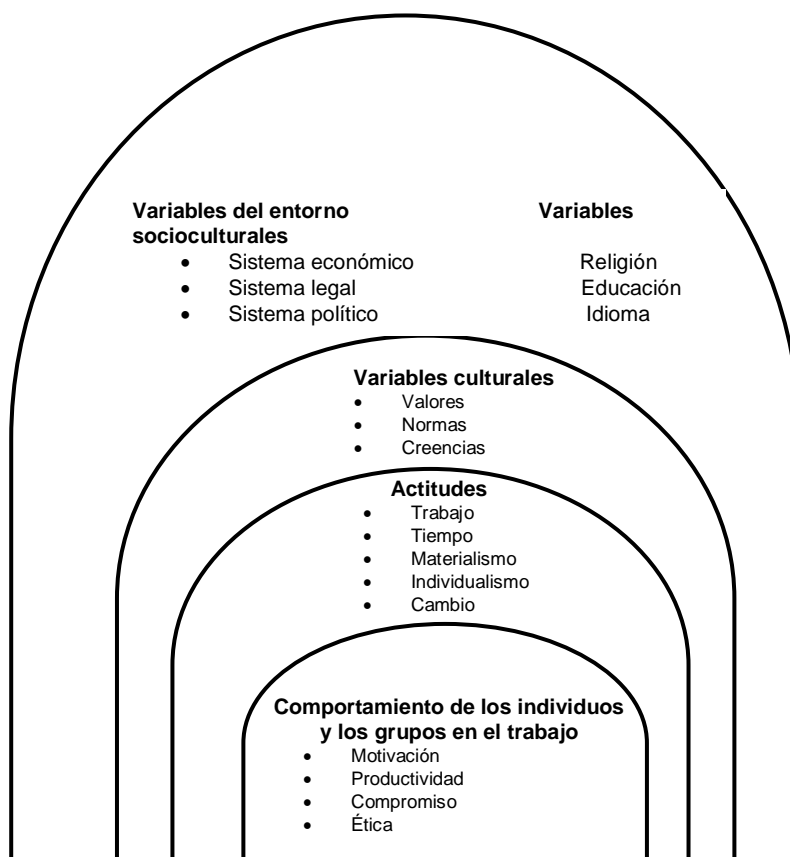 Variables del entorno Variables
socioculturales
• Sistema económico Religión
• Sistema legal Educación
• Sistema político Idioma
Variables culturales
• Valores
• Normas
• Creencias
Actitudes
• Trabajo
• Tiempo
• Materialismo
• Individualismo
• Cambio
Comportamiento de los individuos
y los grupos en el trabajo
• Motivación
• Productividad
• Compromiso
• Ética